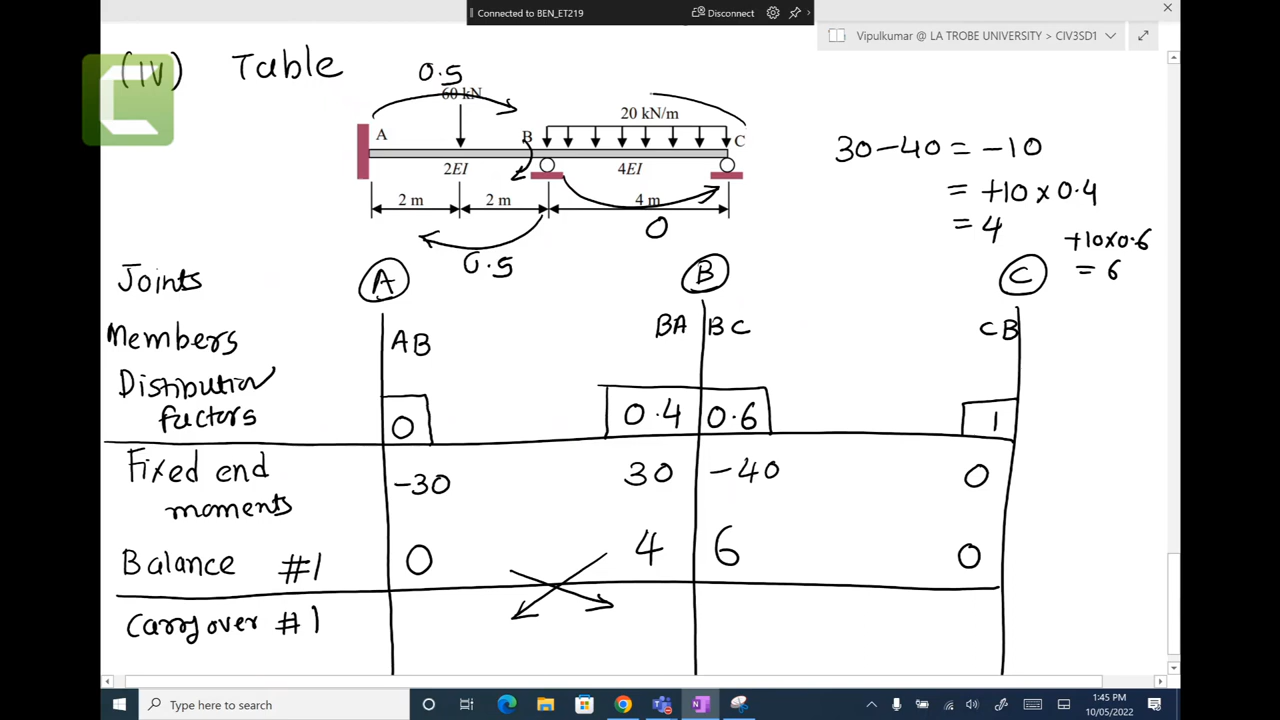 Connected to BEN_ET219
Disconnect
Vipulkumar @ LA TROBE UNIVERSITY > CIV3SD1
(iv) Table
0.5
60 kN
20 kN/m
A
B
C
2EI
4EI
2 m
2 m
4 m
0.5
0
30-40 = -10
= +10 x 0.4
= 4
+10x0.6
= 6
Joints A B C
Members AB BA BC CB
Distribution
factors 0 0.4 0.6 1
Fixed end
moments -30 30 -40 0
Balance #1 0 4 6 0
Carry over #1
Type here to search
1:45 PM
10/05/2022